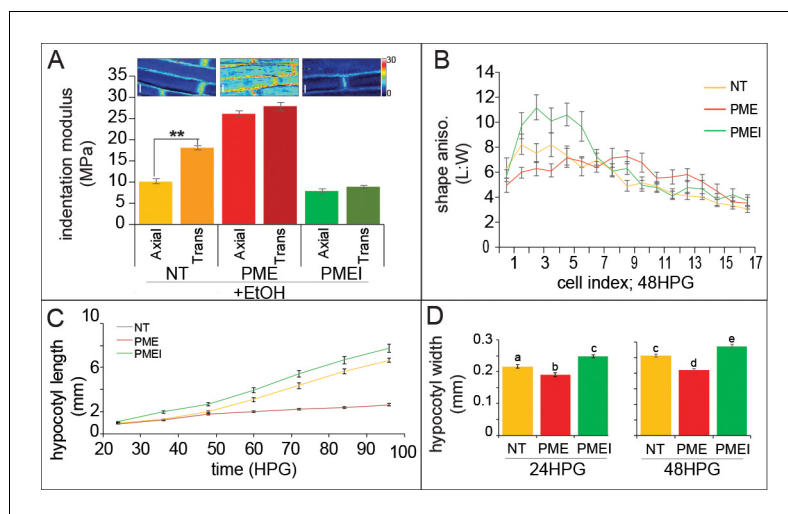 A
30
0
35
30
25
20
15
10
5
0
**
indentation modulus
(MPa)
Axial
Trans
Axial
Trans
Axial
Trans
NT PME PMEI
+EtOH
B
14
12
10
8
6
4
2
0
shape aniso.
(L:W)
NT
PME
PMEI
1 3 5 7 9 11 13 15 17
cell index; 48HPG
C
NT
PME
PMEI
8
6
4
2
0
hypocotyl length
(mm)
20 30 40 50 60 70 80 90 100
time (HPG)
D
0.3
0.2
0.1
0
hypocotyl width
(mm)
a b c
c d e
NT PME PMEI
NT PME PMEI
24HPG
48HPG